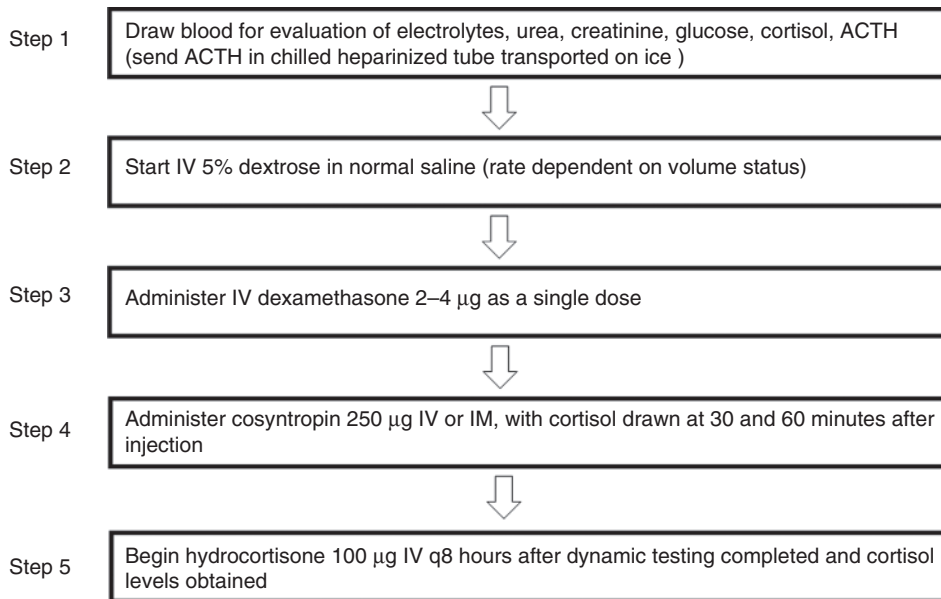 Step 1
Draw blood for evaluation of electrolytes, urea, creatinine, glucose, cortisol, ACTH
(send ACTH in chilled heparinized tube transported on ice )
Step 2
Start IV 5% dextrose in normal saline (rate dependent on volume status)
Step 3
Administer IV dexamethasone 2–4 μg as a single dose
Step 4
Administer cosyntropin 250 μg IV or IM, with cortisol drawn at 30 and 60 minutes after
injection
Step 5
Begin hydrocortisone 100 μg IV q8 hours after dynamic testing completed and cortisol
levels obtained